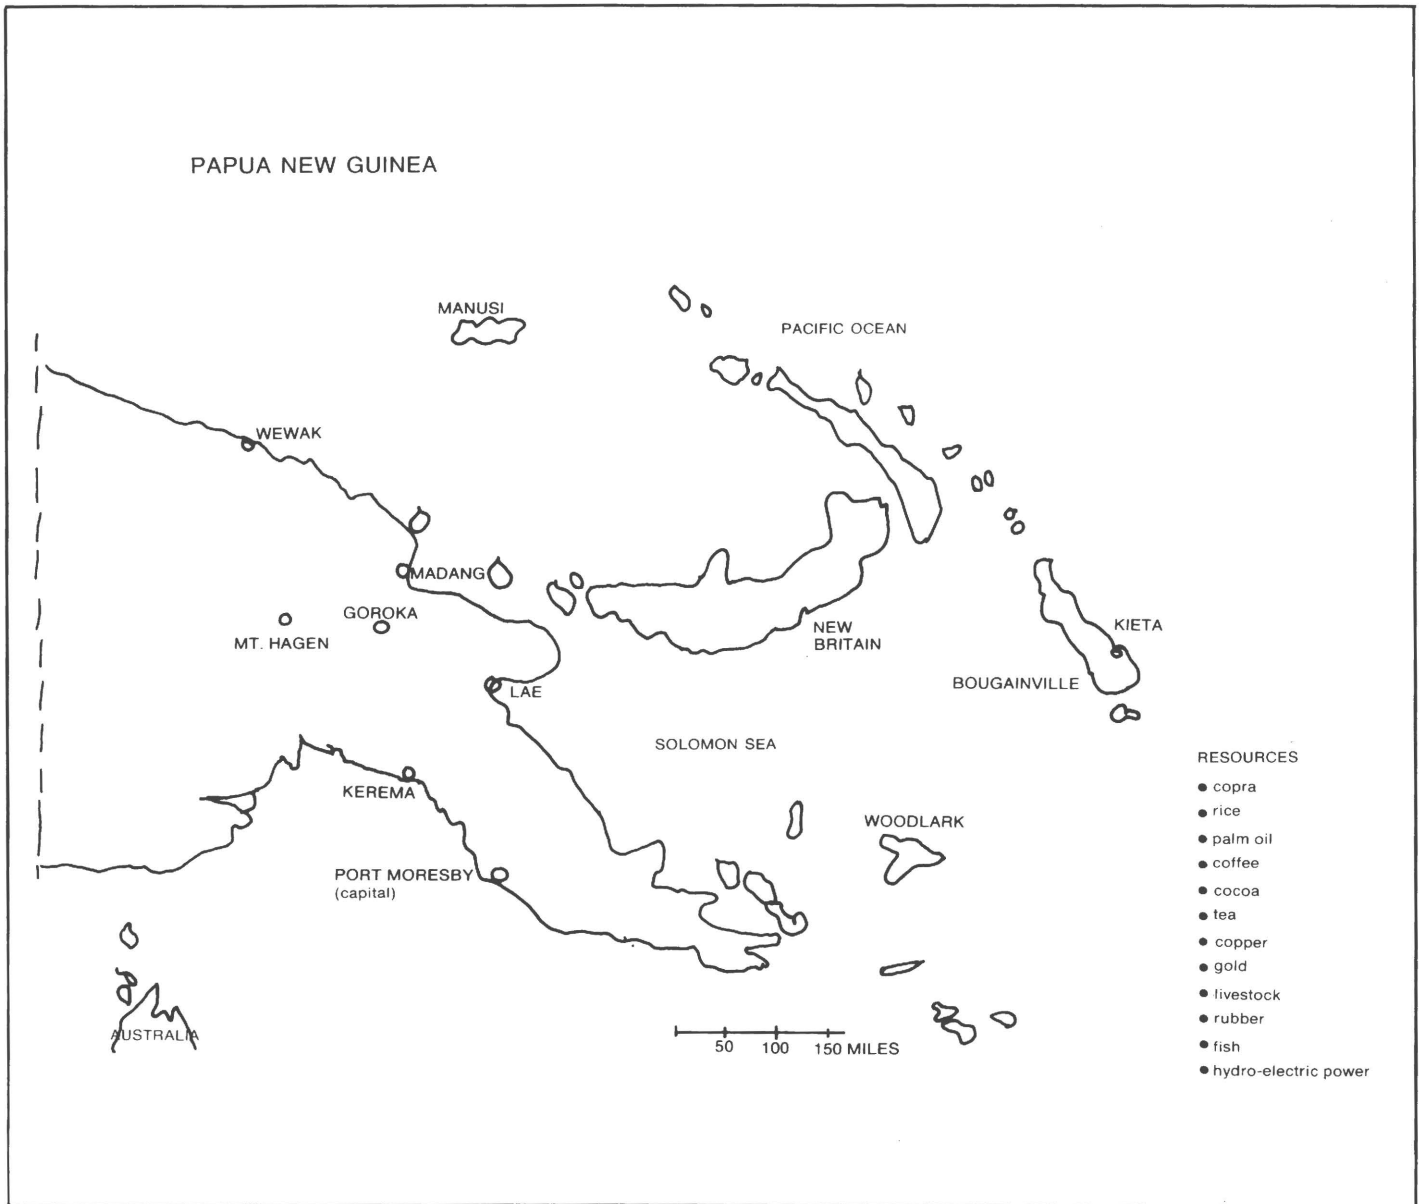 PAPUA NEW GUINEA
MANUSI
PACIFIC OCEAN
WEWAK
MADANG
GOROKA
MT. HAGEN
NEW
BRITAIN
KIETA
BOUGAINVILLE
LAE
SOLOMON SEA
KEREMA
WOODLARK
PORT MORESBY
(capital)
AUSTRALIA
50 100 150 MILES
RESOURCES
• copra
• rice
• palm oil
• coffee
• cocoa
• tea
• copper
• gold
• livestock
• rubber
• fish
• hydro-electric power